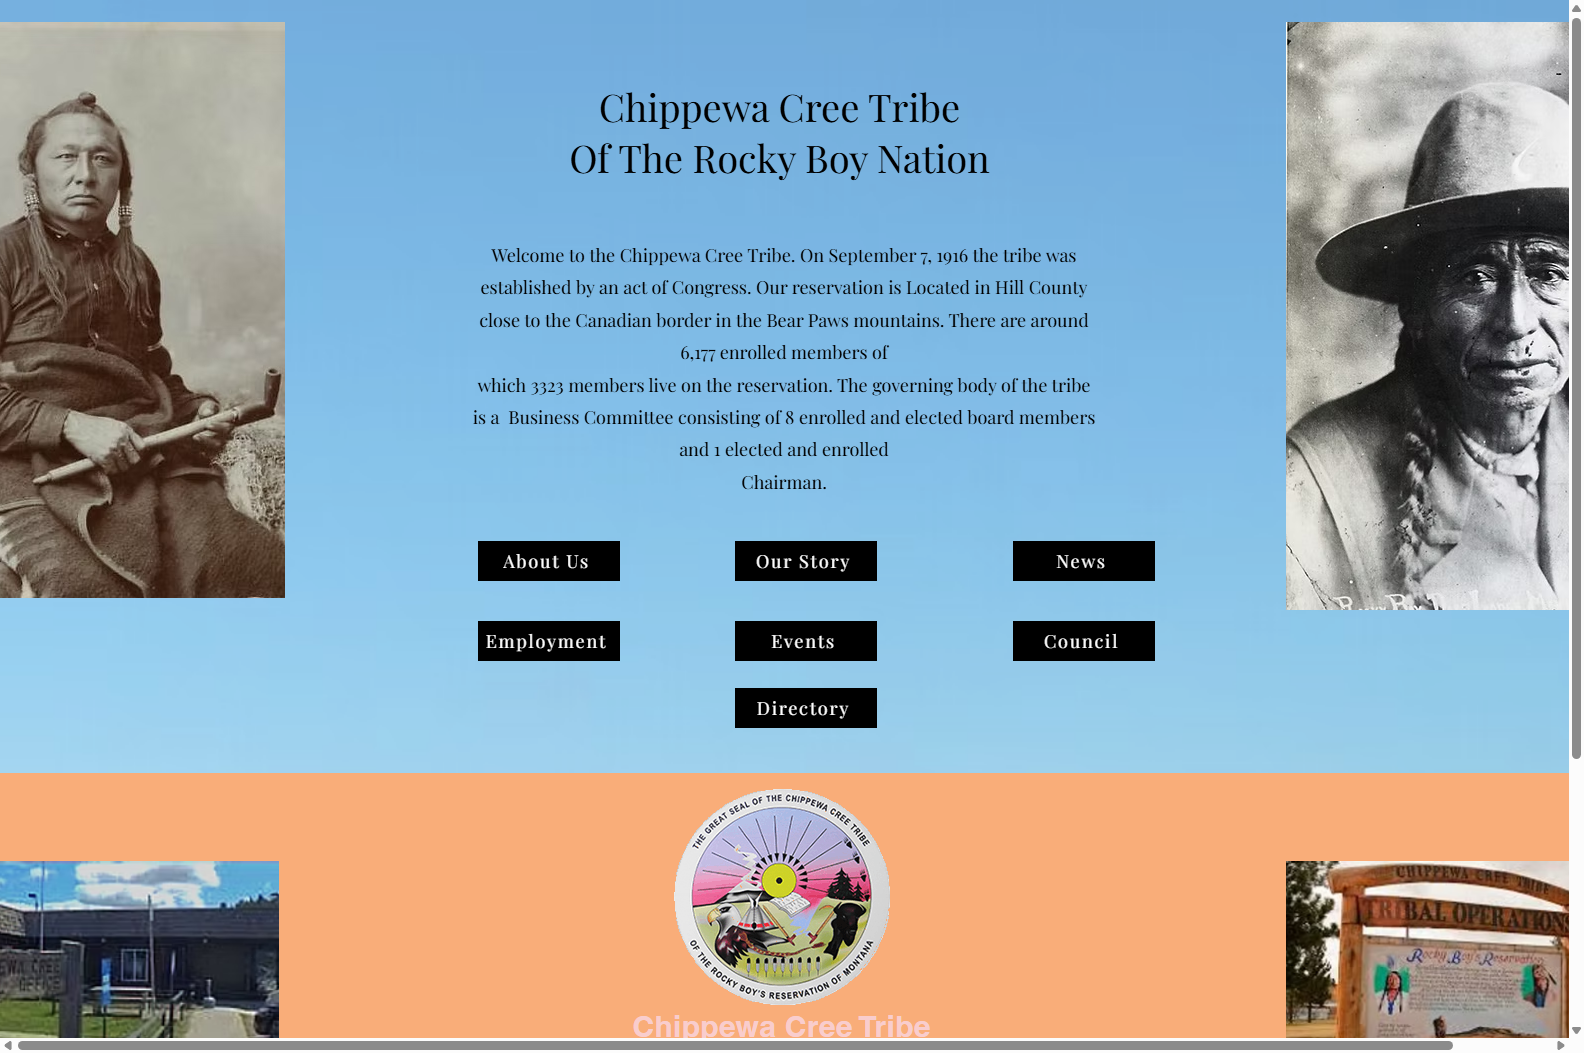 Chippewa Cree Tribe
Of The Rocky Boy Nation
Welcome to the Chippewa Cree Tribe. On September 7, 1916 the tribe was
established by an act of Congress. Our reservation is Located in Hill County
close to the Canadian border in the Bear Paws mountains. There are around
6,177 enrolled members of
which 3323 members live on the reservation. The governing body of the tribe
is a  Business Committee consisting of 8 enrolled and elected board members
and 1 elected and enrolled
Chairman.
About Us
Our Story
News
Employment
Events
Council
Directory
THE GREAT SEAL OF THE CHIPPEWA CREE TRIBE
OF THE ROCKY BOY'S RESERVATION OF MONTANA
Chippewa Cree Tribe
CREE
OFFICE
CHIPPEWA CREE TRIBE
TRIBAL OPERATIONS
Rocky Boy's Reservation